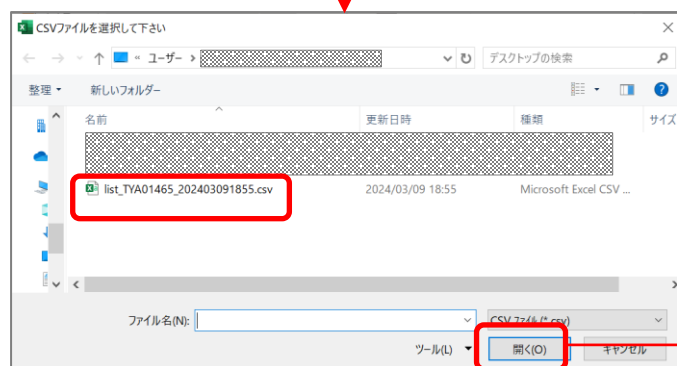 CSVファイルを選択して下さい
« ユーザー › デスクトップの検索
整理 新しいフォルダー
名前 更新日時 種類 サイズ
list_TYA01465_202403091855.csv 2024/03/09 18:55 Microsoft Excel CSV ...
ファイル名(N): CSV ファイル (*.csv)
ツール(L) 開く(O) キャンセル